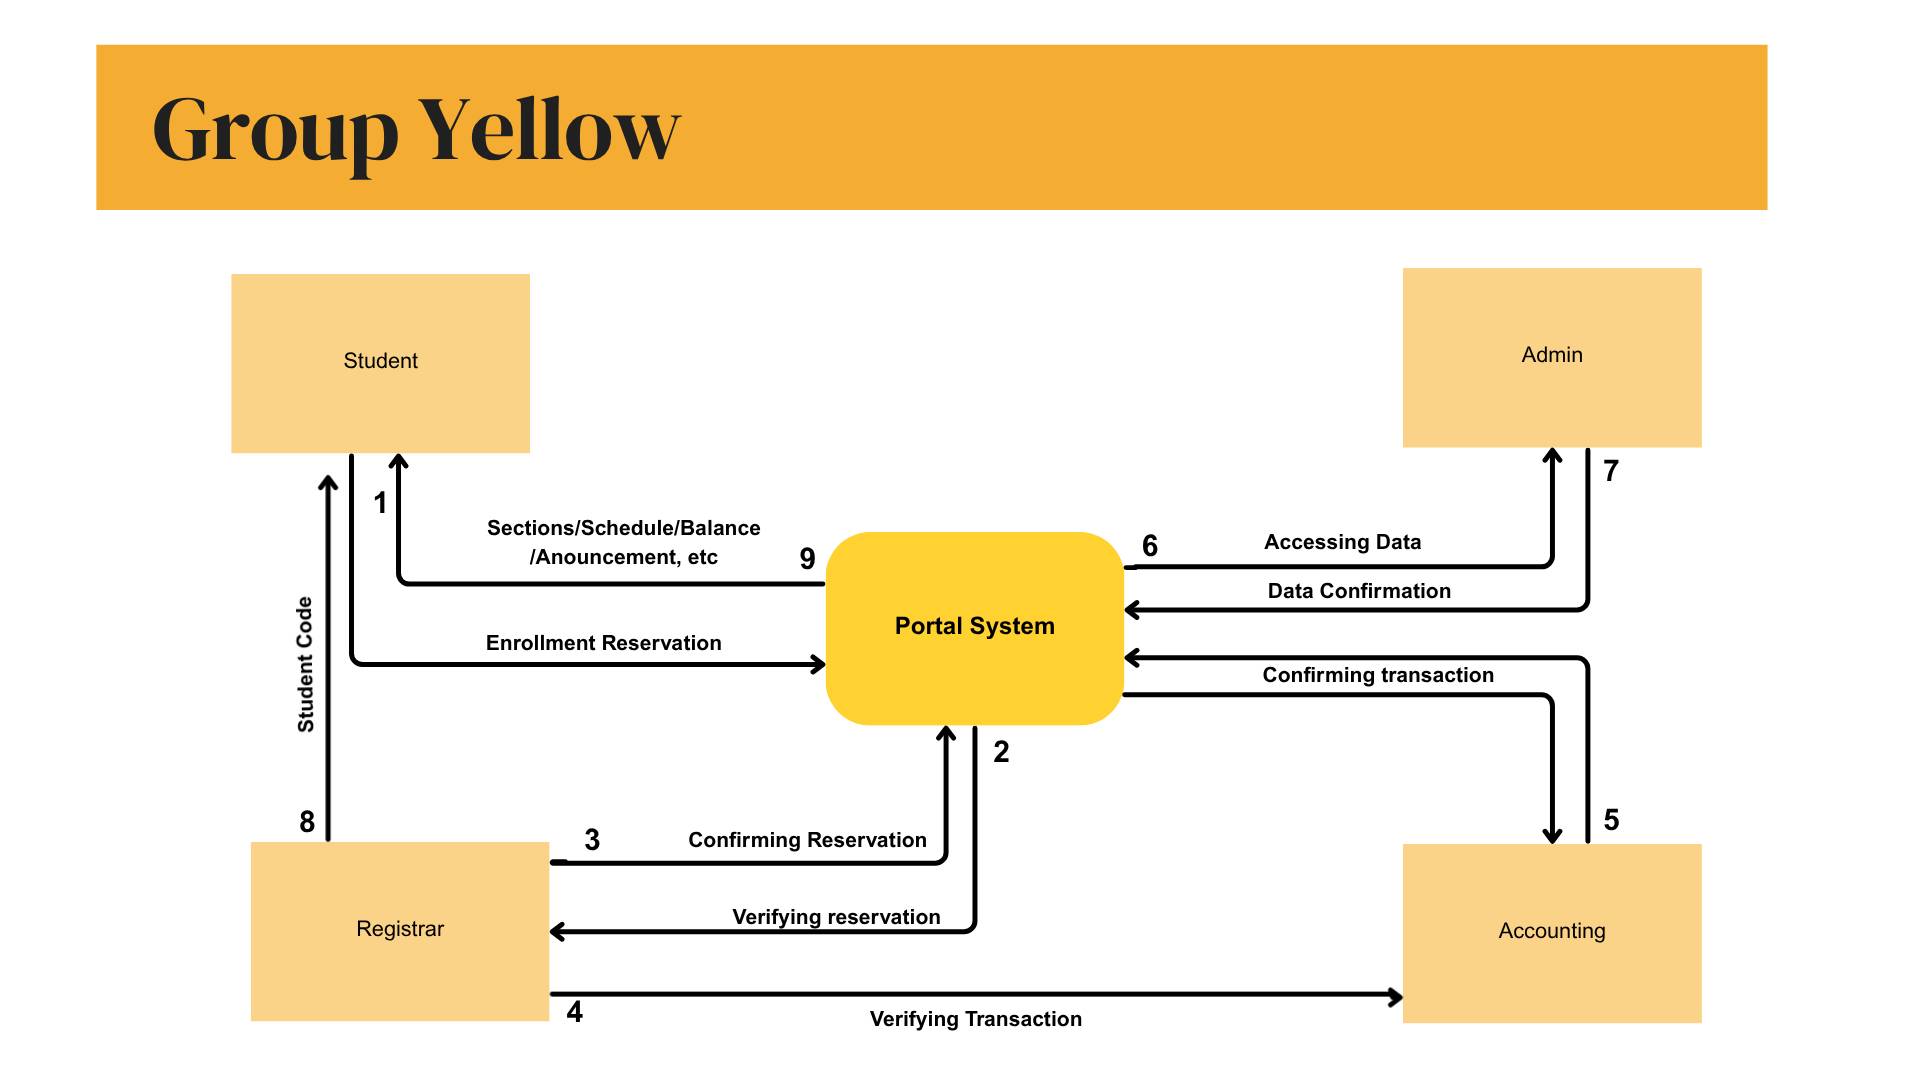 Group Yellow
Student
Admin
1
7
Sections/Schedule/Balance
/Anouncement, etc
9
6
Accessing Data
Data Confirmation
Portal System
Enrollment Reservation
Confirming transaction
Student Code
2
8
3
Confirming Reservation
5
Verifying reservation
Registrar
Accounting
4
Verifying Transaction